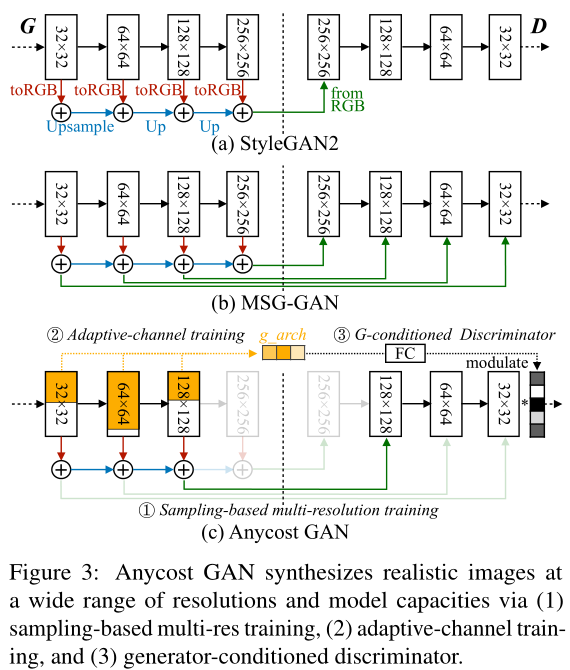 G
D
32×32
64×64
128×128
256×256
256×256
128×128
64×64
32×32
toRGB
toRGB
toRGB
toRGB
from
RGB
Upsample
Up
Up
(a) StyleGAN2
32×32
64×64
128×128
256×256
256×256
128×128
64×64
32×32
(b) MSG-GAN
② Adaptive-channel training
g_arch
③ G-conditioned Discriminator
FC
modulate
32×32
64×64
128×128
256×256
256×256
128×128
64×64
32×32
*
① Sampling-based multi-resolution training
(c) Anycost GAN
Figure 3: Anycost GAN synthesizes realistic images at
a wide range of resolutions and model capacities via (1)
sampling-based multi-res training, (2) adaptive-channel train-
ing, and (3) generator-conditioned discriminator.